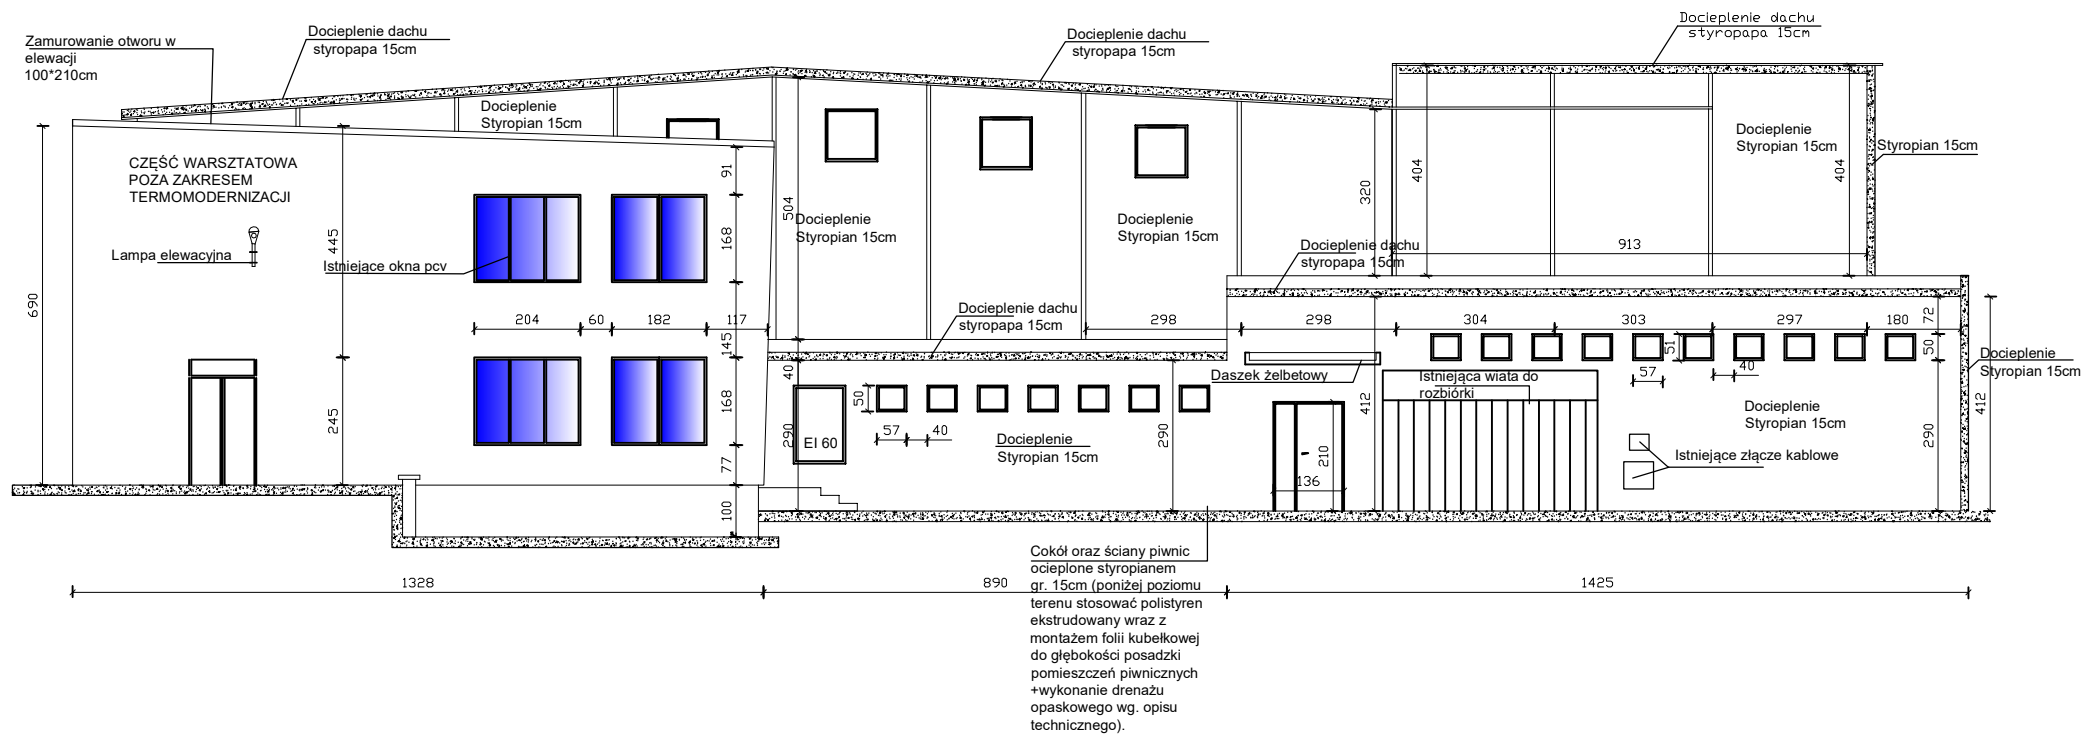 Zamurowanie otworu w
elewacji
100*210cm
Docieplenie dachu
styropapa 15cm
Docieplenie dachu
styropapa 15cm
Docieplenie dachu
styropapa 15cm
Docieplenie
Styropian 15cm
CZĘŚĆ WARSZTATOWA
POZA ZAKRESEM
TERMOMODERNIZACJI
Lampa elewacyjna
Istniejące okna pcv
690
445
245
204
60
182
117
91
168
145
168
77
100
504
40
290
Docieplenie
Styropian 15cm
Docieplenie
Styropian 15cm
Docieplenie dachu
styropapa 15cm
Docieplenie dachu
styropapa 15cm
320
404
913
404
Docieplenie
Styropian 15cm
Styropian 15cm
298
298
304
303
297
180
72
50
290
412
Docieplenie
Styropian 15cm
EI 60
50
57
40
Docieplenie
Styropian 15cm
290
Daszek żelbetowy
136
210
412
Istniejąca wiata do
rozbiórki
51
57
40
Docieplenie
Styropian 15cm
Istniejące złącze kablowe
1328
890
1425
Cokół oraz ściany piwnic
ocieplone styropianem
gr. 15cm (poniżej poziomu
terenu stosować polistyren
ekstrudowany wraz z
montażem folii kubełkowej
do głębokości posadzki
pomieszczeń piwnicznych
+wykonanie drenażu
opaskowego wg. opisu
technicznego).